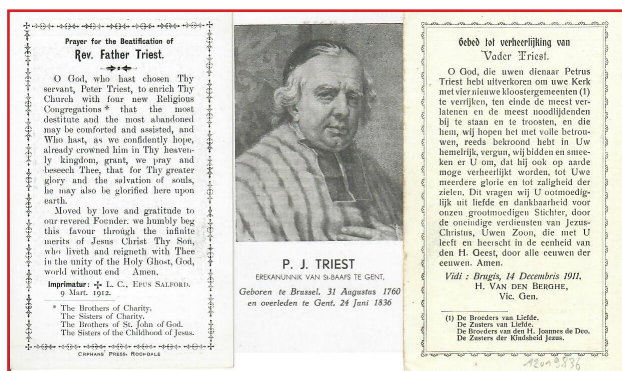 Prayer for the Beatification of
Rev. Father Triest.
O God, who hast chosen Thy
servant, Peter Triest, to enrich Thy
Church with four new Religious
Congregations * that the most
destitute and the most abandoned
may be comforted and assisted, and
Who hast, as we confidently hope,
already crowned him in Thy heaven-
ly kingdom, grant, we pray and
beseech Thee, that for Thy greater
glory and the salvation of souls,
he may also be glorified here upon
earth.
Moved by love and gratitude to
our revered Founder, we humbly beg
this favour through the infinite
merits of Jesus Christ Thy Son,
who liveth and reigneth with Thee
in the unity of the Holy Ghost, God,
world without end Amen.
Imprimatur: ✠ L. C., EPUS SALFORD.
9 Mart. 1912.
* The Brothers of Charity.
The Sisters of Charity.
The Brothers of St. John of God.
The Sisters of the Childhood of Jesus.
ORPHANS' PRESS, ROCHDALE
P. J. TRIEST
EREKANUNNIK VAN St-BAAFS TE GENT,
Geboren te Brussel, 31 Augustus 1760
en overleden te Gent, 24 Juni 1836
Gebed tot verheerlijking van
Vader Triest.
O God, die uwen dienaar Petrus
Triest hebt uitverkoren om uwe Kerk
met vier nieuwe kloostergemeenten (1)
te verrijken, ten einde de meest ver-
latenen en de meest noodlijdenden
bij te staan en te troosten, en die
hem, wij hopen het met volle betrou-
wen, reeds bekroond hebt in Uw
hemelrijk, vergun, wij bidden en smee-
ken er U om, dat hij ook op aarde
moge verheerlijkt worden, tot Uwe
meerdere glorie en tot zaligheid der
zielen. Dit vragen wij U ootmoedig-
lijk uit liefde en dankbaarheid voor
onzen grootmoedigen Stichter, door
de oneindige verdiensten van Jezus-
Christus, Uwen Zoon, die met U
leeft en heerscht in de eenheid van
den H. Geest, door alle eeuwen der
eeuwen. Amen.
Vidi : Brugis, 14 Decembris 1911.
H. VAN DEN BERGHE,
Vic. Gen.
(1) De Broeders van Liefde.
De Zusters van Liefde.
De Broeders van den H. Joannes de Deo.
De Zusters der Kindsheid Jezus.